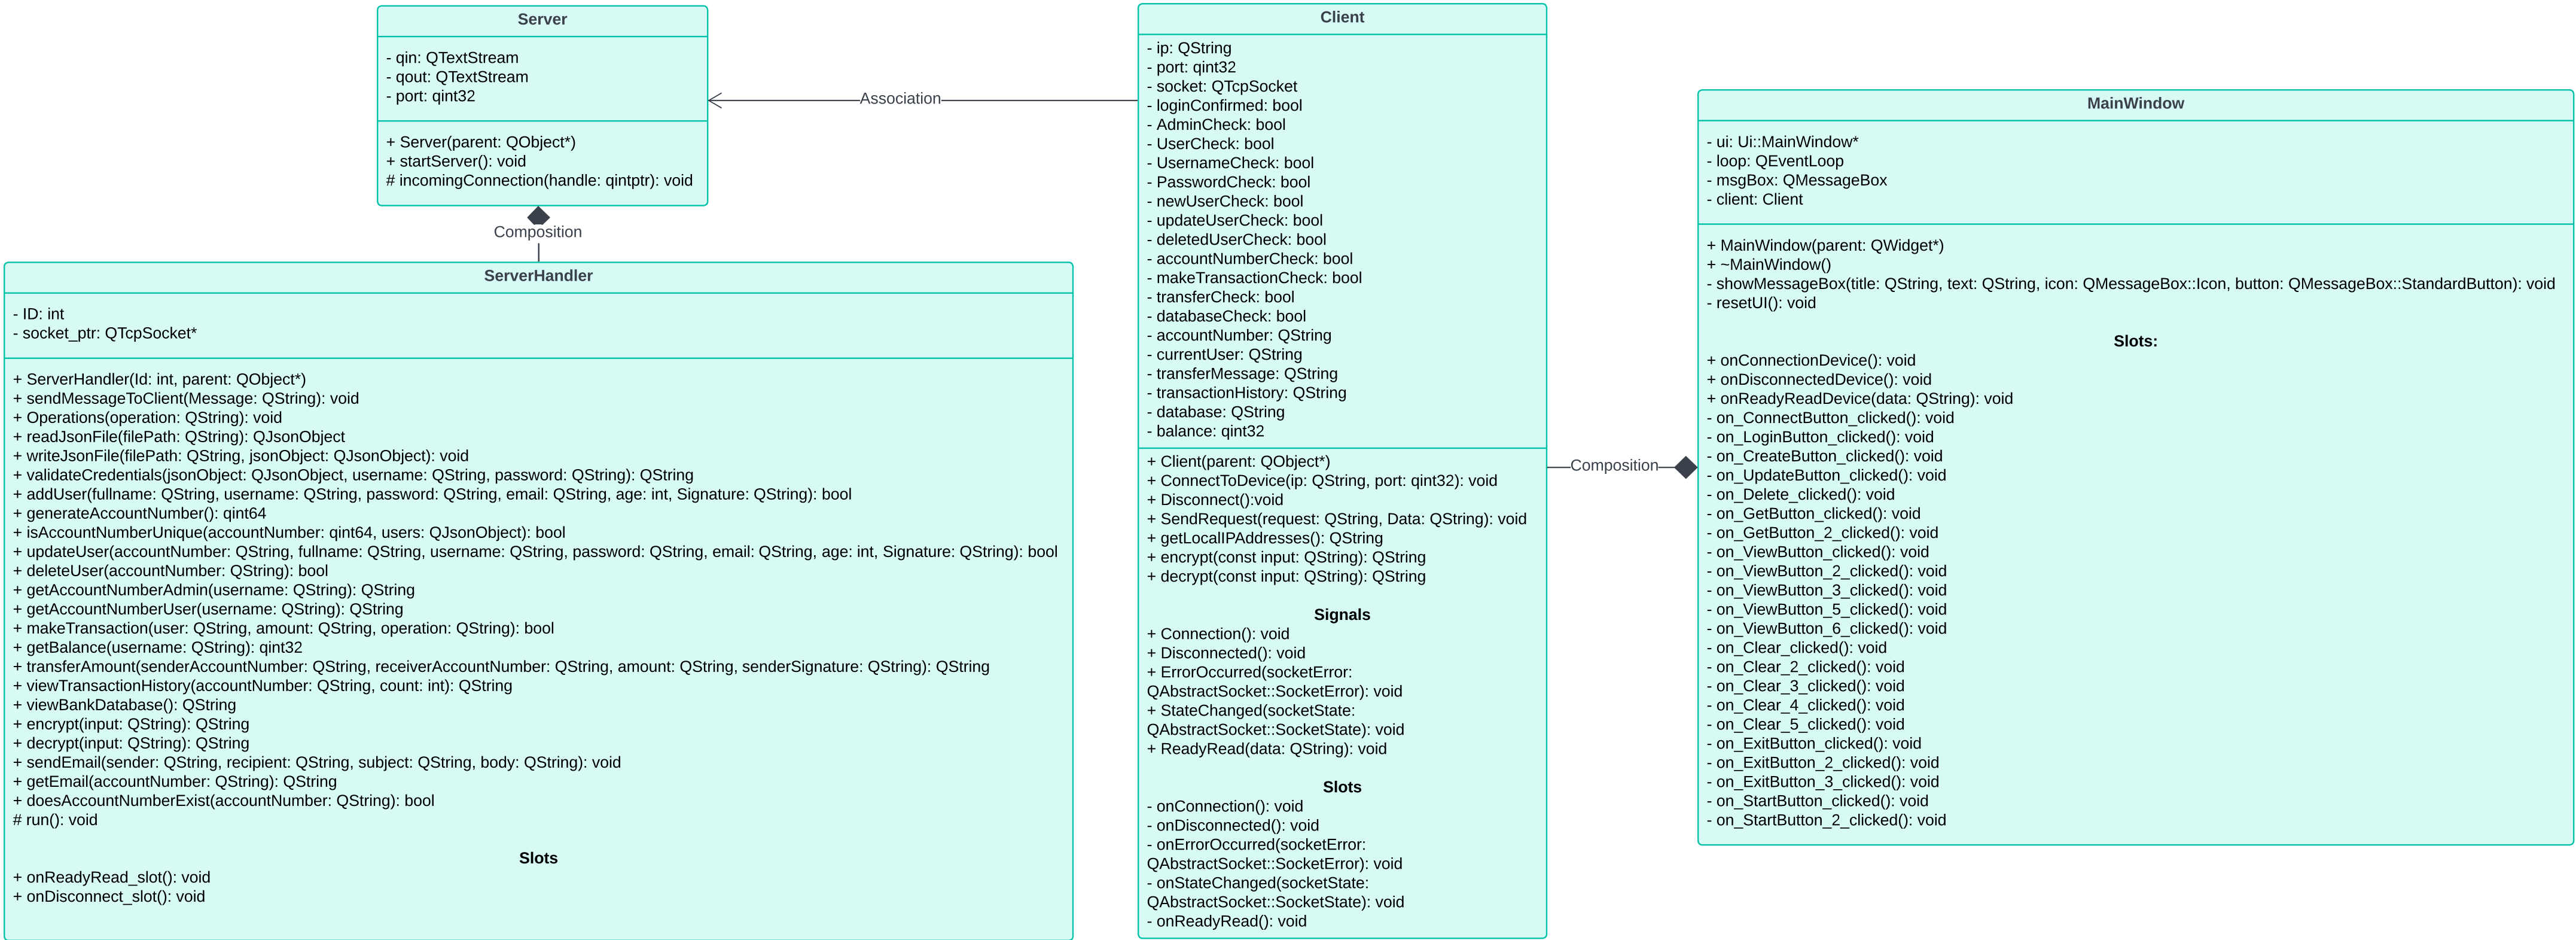 Server
- qin: QTextStream
- qout: QTextStream
- port: qint32
+ Server(parent: QObject*)
+ startServer(): void
# incomingConnection(handle: qintptr): void
Composition
ServerHandler
- ID: int
- socket_ptr: QTcpSocket*
+ ServerHandler(Id: int, parent: QObject*)
+ sendMessageToClient(Message: QString): void
+ Operations(operation: QString): void
+ readJsonFile(filePath: QString): QJsonObject
+ writeJsonFile(filePath: QString, jsonObject: QJsonObject): void
+ validateCredentials(jsonObject: QJsonObject, username: QString, password: QString): QString
+ addUser(fullname: QString, username: QString, password: QString, email: QString, age: int, Signature: QString): bool
+ generateAccountNumber(): qint64
+ isAccountNumberUnique(accountNumber: qint64, users: QJsonObject): bool
+ updateUser(accountNumber: QString, fullname: QString, username: QString, password: QString, email: QString, age: int, Signature: QString): bool
+ deleteUser(accountNumber: QString): bool
+ getAccountNumberAdmin(username: QString): QString
+ getAccountNumberUser(username: QString): QString
+ makeTransaction(user: QString, amount: QString, operation: QString): bool
+ getBalance(username: QString): qint32
+ transferAmount(senderAccountNumber: QString, receiverAccountNumber: QString, amount: QString, senderSignature: QString): QString
+ viewTransactionHistory(accountNumber: QString, count: int): QString
+ viewBankDatabase(): QString
+ encrypt(input: QString): QString
+ decrypt(input: QString): QString
+ sendEmail(sender: QString, recipient: QString, subject: QString, body: QString): void
+ getEmail(accountNumber: QString): QString
+ doesAccountNumberExist(accountNumber: QString): bool
# run(): void
Slots
+ onReadyRead_slot(): void
+ onDisconnect_slot(): void
Association
Client
- ip: QString
- port: qint32
- socket: QTcpSocket
- loginConfirmed: bool
- AdminCheck: bool
- UserCheck: bool
- UsernameCheck: bool
- PasswordCheck: bool
- newUserCheck: bool
- updateUserCheck: bool
- deletedUserCheck: bool
- accountNumberCheck: bool
- makeTransactionCheck: bool
- transferCheck: bool
- databaseCheck: bool
- accountNumber: QString
- currentUser: QString
- transferMessage: QString
- transactionHistory: QString
- database: QString
- balance: qint32
+ Client(parent: QObject*)
+ ConnectToDevice(ip: QString, port: qint32): void
+ Disconnect():void
+ SendRequest(request: QString, Data: QString): void
+ getLocalIPAddresses(): QString
+ encrypt(const input: QString): QString
+ decrypt(const input: QString): QString
Signals
+ Connection(): void
+ Disconnected(): void
+ ErrorOccurred(socketError:
QAbstractSocket::SocketError): void
+ StateChanged(socketState:
QAbstractSocket::SocketState): void
+ ReadyRead(data: QString): void
Slots
- onConnection(): void
- onDisconnected(): void
- onErrorOccurred(socketError:
QAbstractSocket::SocketError): void
- onStateChanged(socketState:
QAbstractSocket::SocketState): void
- onReadyRead(): void
Composition
MainWindow
- ui: Ui::MainWindow*
- loop: QEventLoop
- msgBox: QMessageBox
- client: Client
+ MainWindow(parent: QWidget*)
+ ~MainWindow()
- showMessageBox(title: QString, text: QString, icon: QMessageBox::Icon, button: QMessageBox::StandardButton): void
- resetUI(): void
Slots:
+ onConnectionDevice(): void
+ onDisconnectedDevice(): void
+ onReadyReadDevice(data: QString): void
- on_ConnectButton_clicked(): void
- on_LoginButton_clicked(): void
- on_CreateButton_clicked(): void
- on_UpdateButton_clicked(): void
- on_Delete_clicked(): void
- on_GetButton_clicked(): void
- on_GetButton_2_clicked(): void
- on_ViewButton_clicked(): void
- on_ViewButton_2_clicked(): void
- on_ViewButton_3_clicked(): void
- on_ViewButton_5_clicked(): void
- on_ViewButton_6_clicked(): void
- on_Clear_clicked(): void
- on_Clear_2_clicked(): void
- on_Clear_3_clicked(): void
- on_Clear_4_clicked(): void
- on_Clear_5_clicked(): void
- on_ExitButton_clicked(): void
- on_ExitButton_2_clicked(): void
- on_ExitButton_3_clicked(): void
- on_StartButton_clicked(): void
- on_StartButton_2_clicked(): void